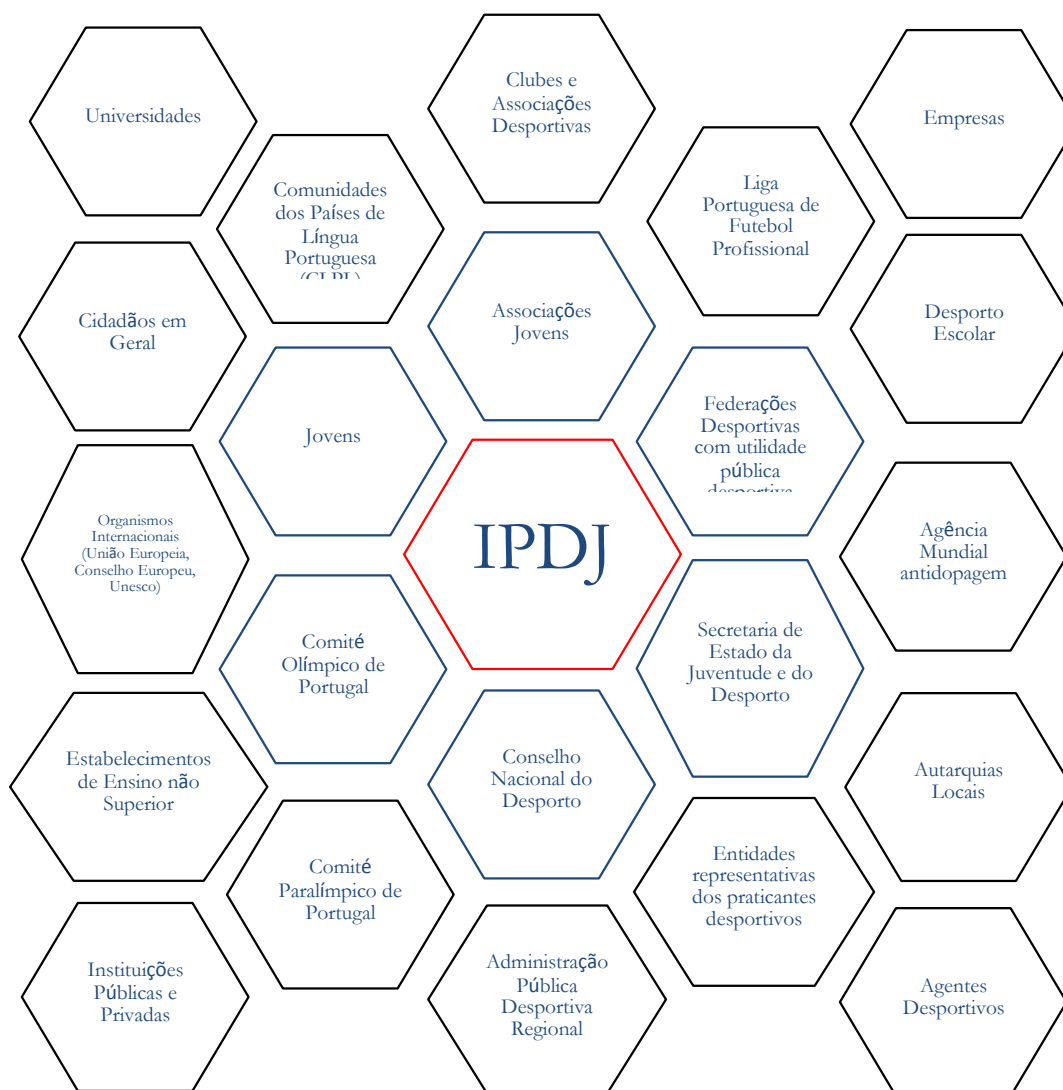 Universidades
Clubes e
Associações
Desportivas
Empresas
Comunidades
dos Países de
Língua
Portuguesa
Liga
Portuguesa de
Futebol
Profissional
Cidadãos em
Geral
Associações
Jovens
Desporto
Escolar
Jovens
Federações
Desportivas
com utilidade
pública
desportiva
Organismos
Internacionais
(União Europeia,
Conselho Europeu,
Unesco)
IPDJ
Agência
Mundial
antidopagem
Comité
Olímpico de
Portugal
Secretaria de
Estado da
Juventude e do
Desporto
Estabelecimentos
de Ensino não
Superior
Conselho
Nacional do
Desporto
Autarquias
Locais
Comité
Paralímpico de
Portugal
Entidades
representativas
dos praticantes
desportivos
Instituições
Públicas e
Privadas
Administração
Pública
Desportiva
Regional
Agentes
Desportivos